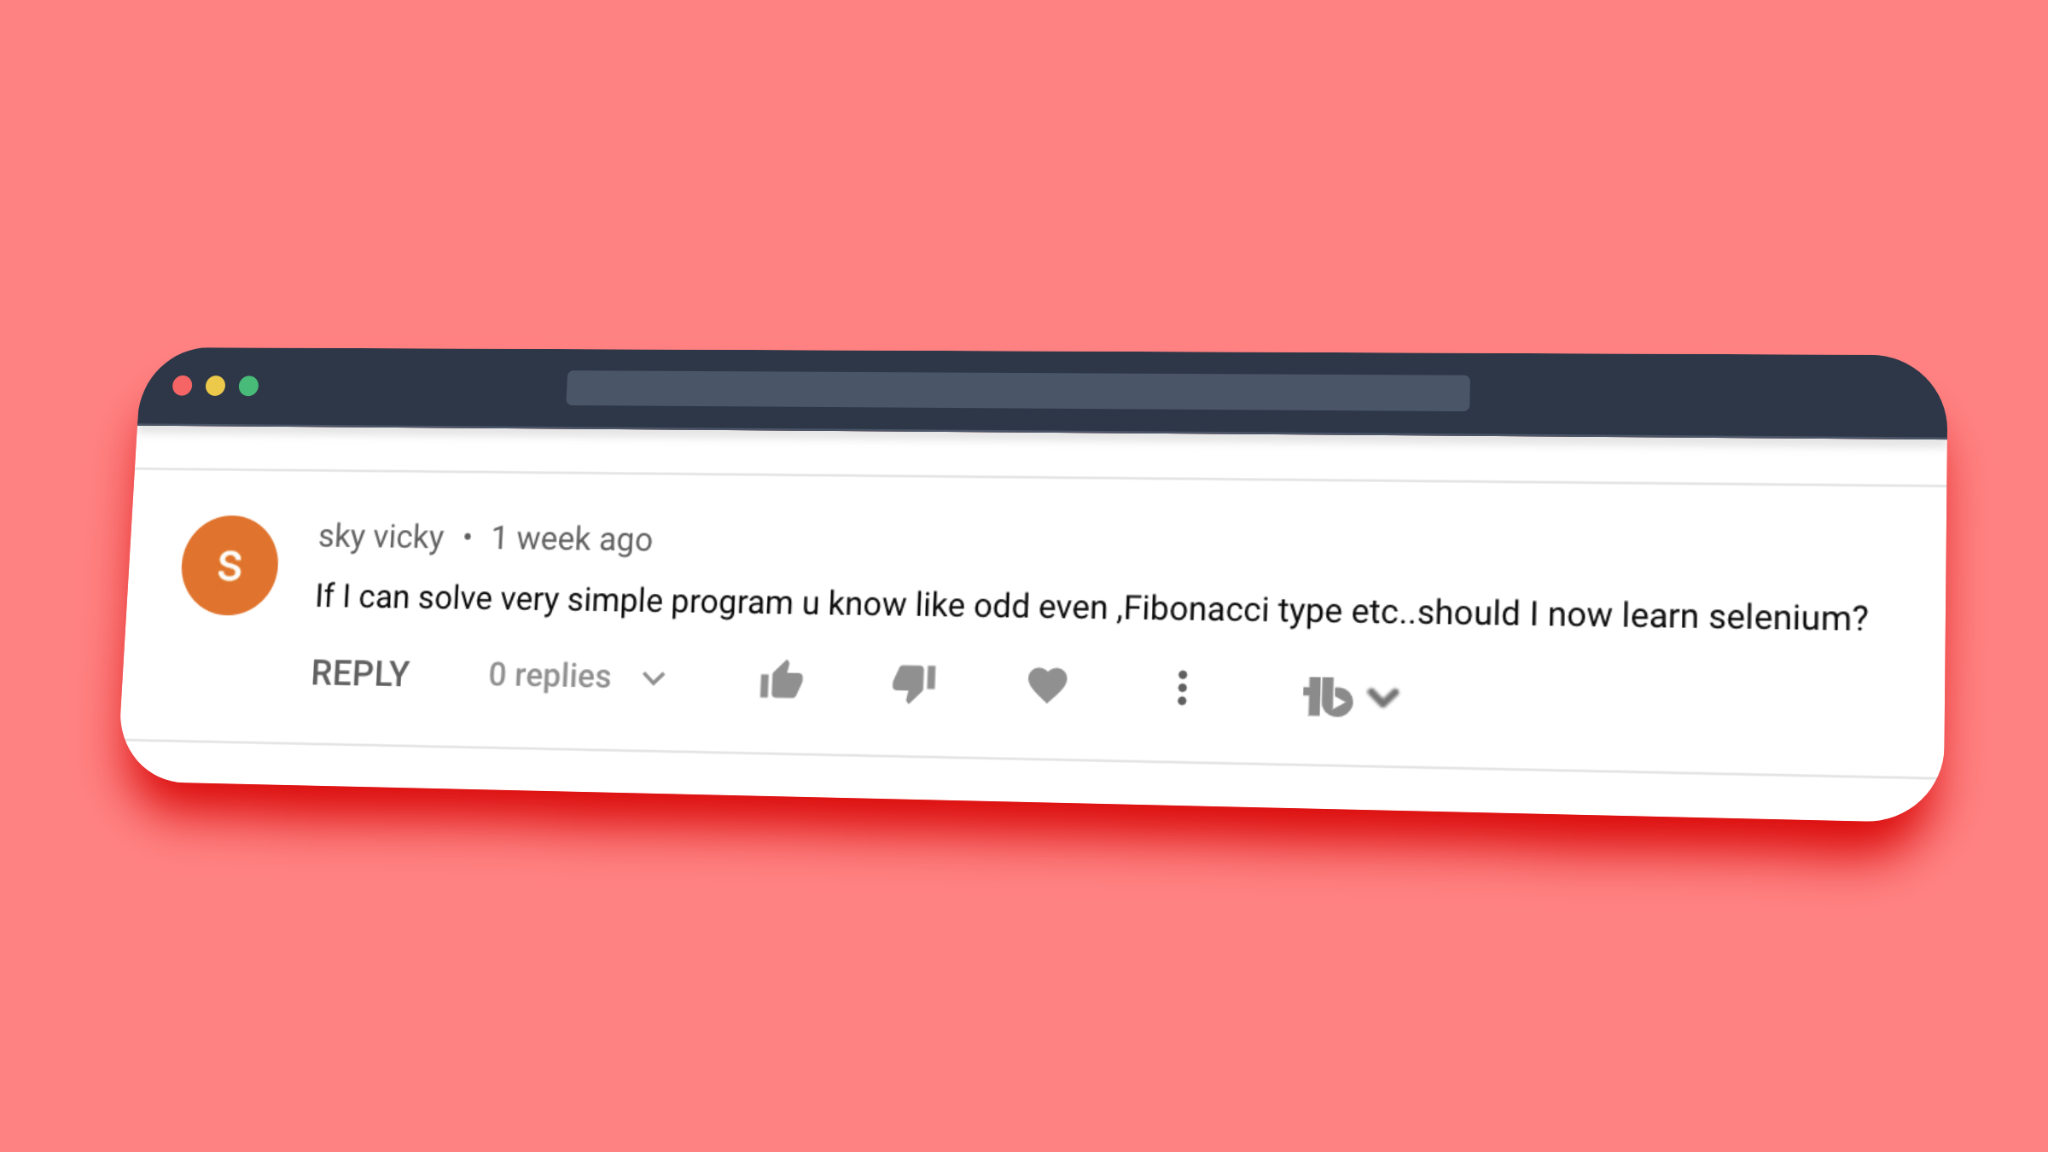 S
sky vicky • 1 week ago
If I can solve very simple program u know like odd even ,Fibonacci type etc..should I now learn selenium?
REPLY 0 replies
tb